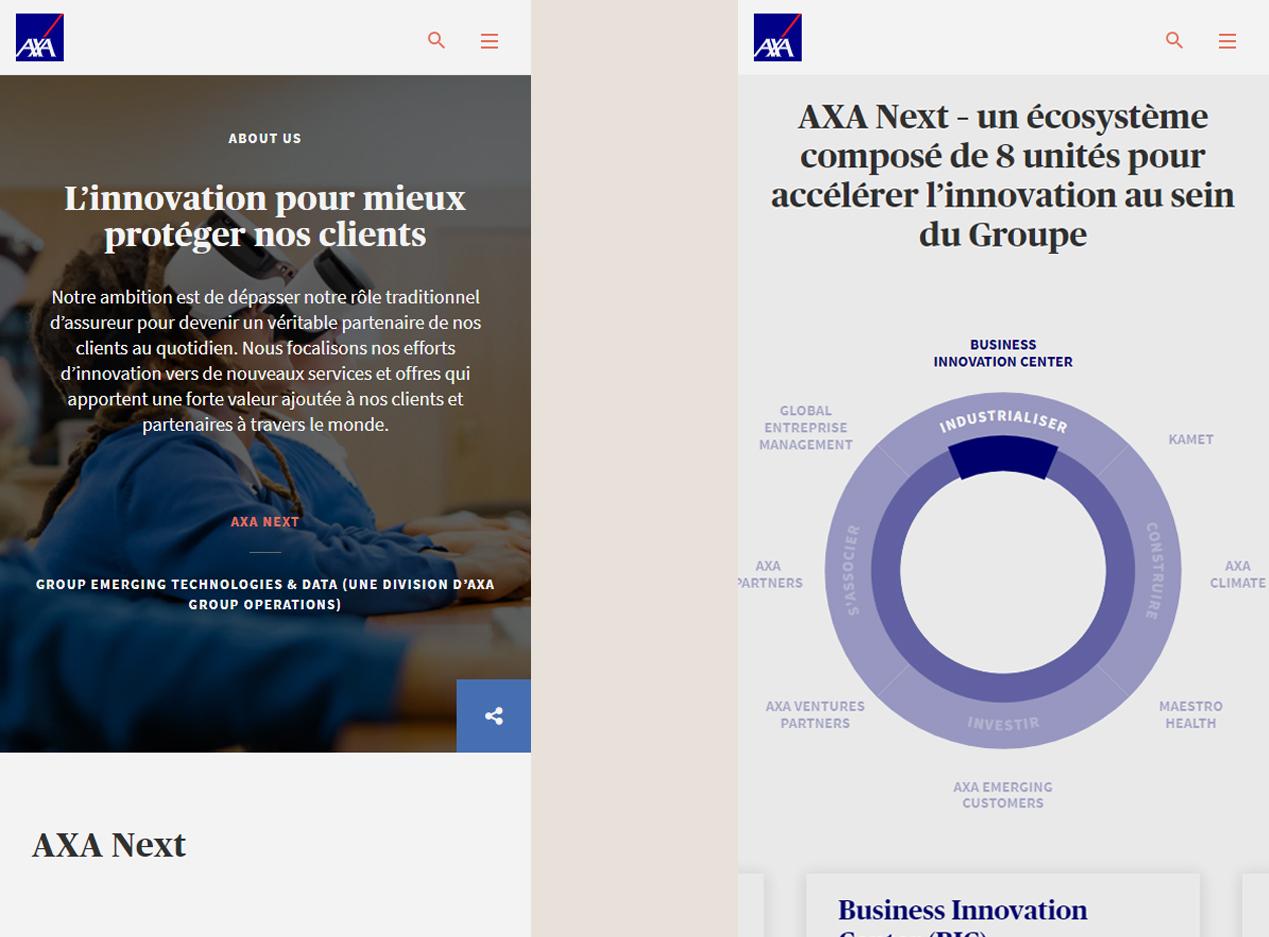 AXA
ABOUT US
L’innovation pour mieux
protéger nos clients
Notre ambition est de dépasser notre rôle traditionnel
d’assureur pour devenir un véritable partenaire de nos
clients au quotidien. Nous focalisons nos efforts
d’innovation vers de nouveaux services et offres qui
apportent une forte valeur ajoutée à nos clients et
partenaires à travers le monde.
AXA NEXT
GROUP EMERGING TECHNOLOGIES & DATA (UNE DIVISION D’AXA
GROUP OPERATIONS)
AXA Next
AXA
AXA Next - un écosystème
composé de 8 unités pour
accélérer l’innovation au sein
du Groupe
BUSINESS
INNOVATION CENTER
GLOBAL
ENTREPRISE
MANAGEMENT
INDUSTRIALISER
KAMET
S’ASSOCIER
CONSTRUIRE
AXA
PARTNERS
AXA
CLIMATE
AXA VENTURES
PARTNERS
INVESTIR
MAESTRO
HEALTH
AXA EMERGING
CUSTOMERS
Business Innovation
Center (BIC)